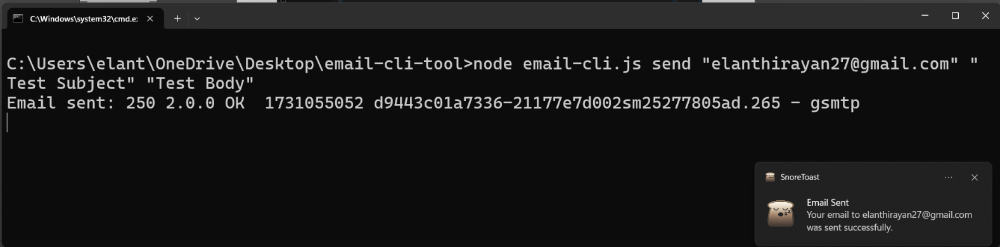 C:\Windows\system32\cmd.e:
C:\Users\elant\OneDrive\Desktop\email-cli-tool>node email-cli.js send "elanthirayan27@gmail.com" "
Test Subject" "Test Body"
Email sent: 250 2.0.0 OK  1731055052 d9443c01a7336-21177e7d002sm25277805ad.265 - gsmtp
SnoreToast
Email Sent
Your email to elanthirayan27@gmail.com
was sent successfully.